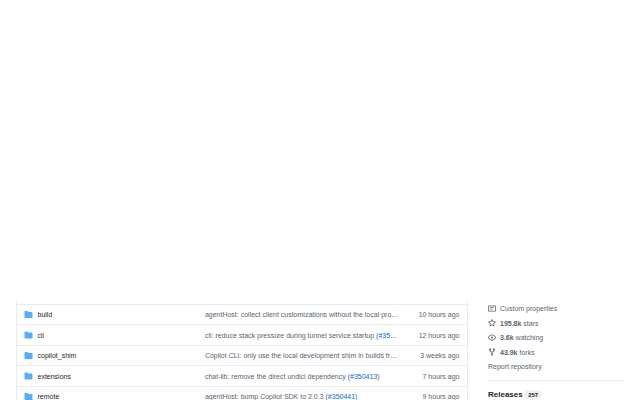 build agentHost: collect client customizations without the local pro... 10 hours ago
cli cli: reduce stack pressure during tunnel service startup (#35... 12 hours ago
copilot_shim Copilot CLI: only use the local development shim in builds fr... 3 weeks ago
extensions chat-lib: remove the direct undici dependency (#350413) 7 hours ago
remote agentHost: bump Copilot SDK to 2.0.3 (#350441) 9 hours ago
Custom properties
195.8k stars
3.6k watching
43.9k forks
Report repository
Releases 257